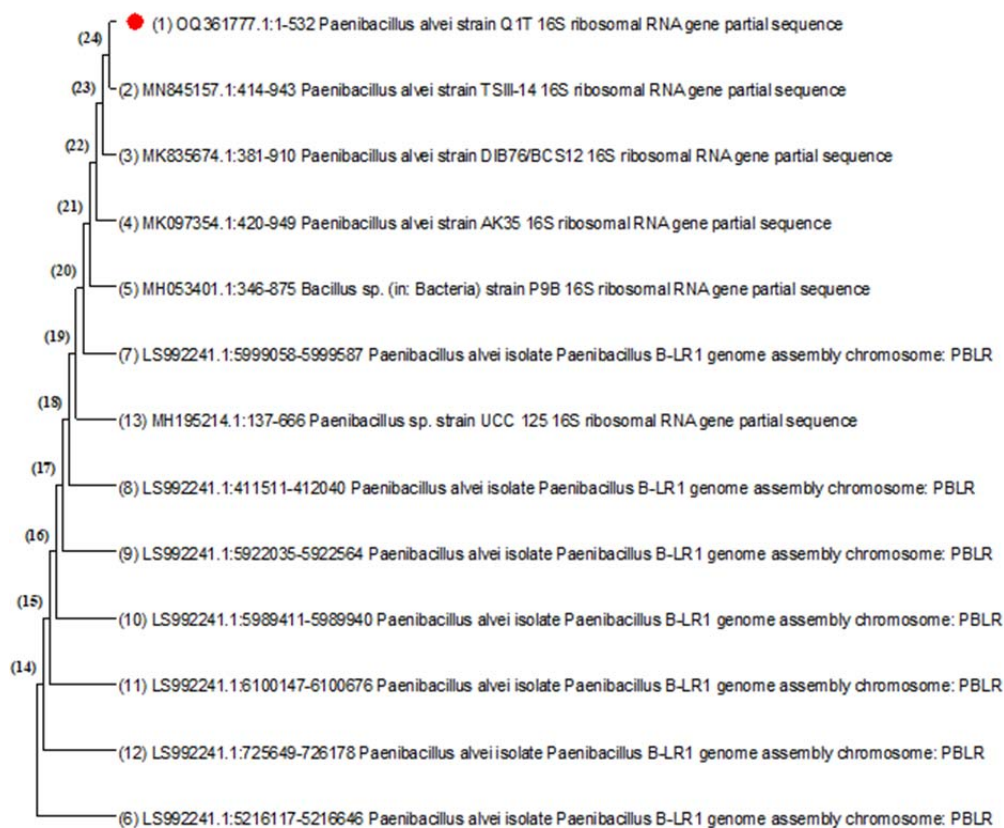 (24)
(1) OQ361777.1:1-532 Paenibacillus alvei strain Q1T 16S ribosomal RNA gene partial sequence
(23)
(2) MN845157.1:414-943 Paenibacillus alvei strain TSIII-14 16S ribosomal RNA gene partial sequence
(22)
(3) MK835674.1:381-910 Paenibacillus alvei strain DIB76/BCS12 16S ribosomal RNA gene partial sequence
(21)
(4) MK097354.1:420-949 Paenibacillus alvei strain AK35 16S ribosomal RNA gene partial sequence
(20)
(5) MH053401.1:346-875 Bacillus sp. (in: Bacteria) strain P9B 16S ribosomal RNA gene partial sequence
(19)
(7) LS992241.1:5999058-5999587 Paenibacillus alvei isolate Paenibacillus B-LR1 genome assembly chromosome: PBLR
(18)
(13) MH195214.1:137-666 Paenibacillus sp. strain UCC 125 16S ribosomal RNA gene partial sequence
(17)
(8) LS992241.1:411511-412040 Paenibacillus alvei isolate Paenibacillus B-LR1 genome assembly chromosome: PBLR
(16)
(9) LS992241.1:5922035-5922564 Paenibacillus alvei isolate Paenibacillus B-LR1 genome assembly chromosome: PBLR
(15)
(10) LS992241.1:5989411-5989940 Paenibacillus alvei isolate Paenibacillus B-LR1 genome assembly chromosome: PBLR
(14)
(11) LS992241.1:6100147-6100676 Paenibacillus alvei isolate Paenibacillus B-LR1 genome assembly chromosome: PBLR
(12) LS992241.1:725649-726178 Paenibacillus alvei isolate Paenibacillus B-LR1 genome assembly chromosome: PBLR
(6) LS992241.1:5216117-5216646 Paenibacillus alvei isolate Paenibacillus B-LR1 genome assembly chromosome: PBLR